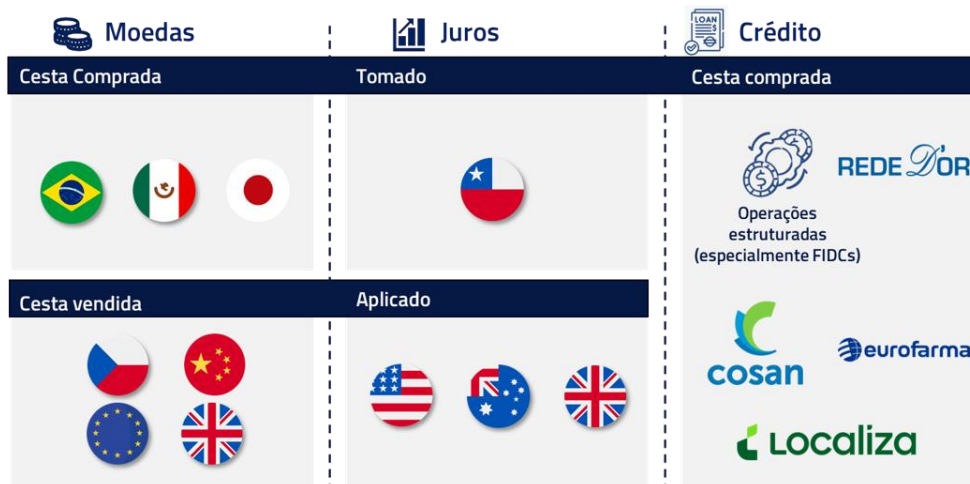 Moedas
Juros
LOAN
Crédito
Cesta Comprada
Tomado
Cesta comprada
REDE D'OR
Operações
estruturadas
(especialmente FIDCs)
Cesta vendida
Aplicado
cosan
eurofarma
Localiza